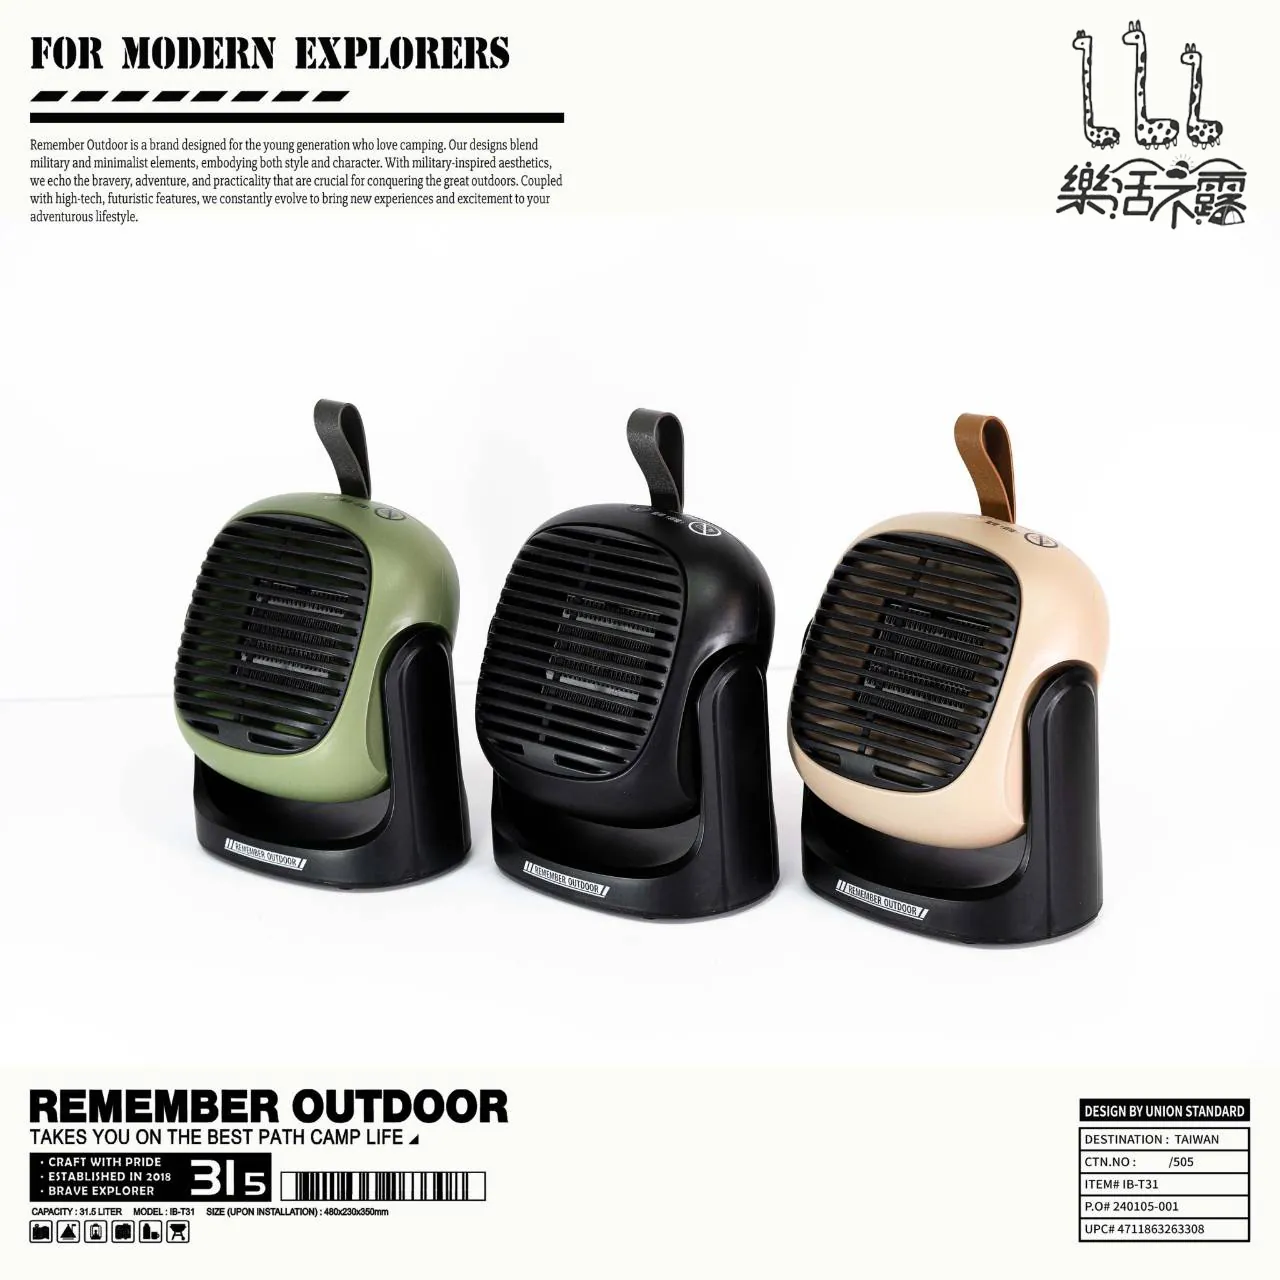 FOR MODERN EXPLORERS
Remember Outdoor is a brand designed for the young generation who love camping. Our designs blend
military and minimalist elements, embodying both style and character. With military-inspired aesthetics,
we echo the bravery, adventure, and practicality that are crucial for conquering the great outdoors. Coupled
with high-tech, futuristic features, we constantly evolve to bring new experiences and excitement to your
adventurous lifestyle.
樂活不露
REMEMBER OUTDOOR
REMEMBER OUTDOOR
REMEMBER OUTDOOR
REMEMBER OUTDOOR
TAKES YOU ON THE BEST PATH CAMP LIFE
· CRAFT WITH PRIDE
· ESTABLISHED IN 2018
· BRAVE EXPLORER
31 5
CAPACITY : 31.5 LITER MODEL : IB-T31 SIZE (UPON INSTALLATION) : 480x230x350mm
DESIGN BY UNION STANDARD
DESTINATION : TAIWAN
CTN.NO : /505
ITEM# IB-T31
P.O# 240105-001
UPC# 4711863263308